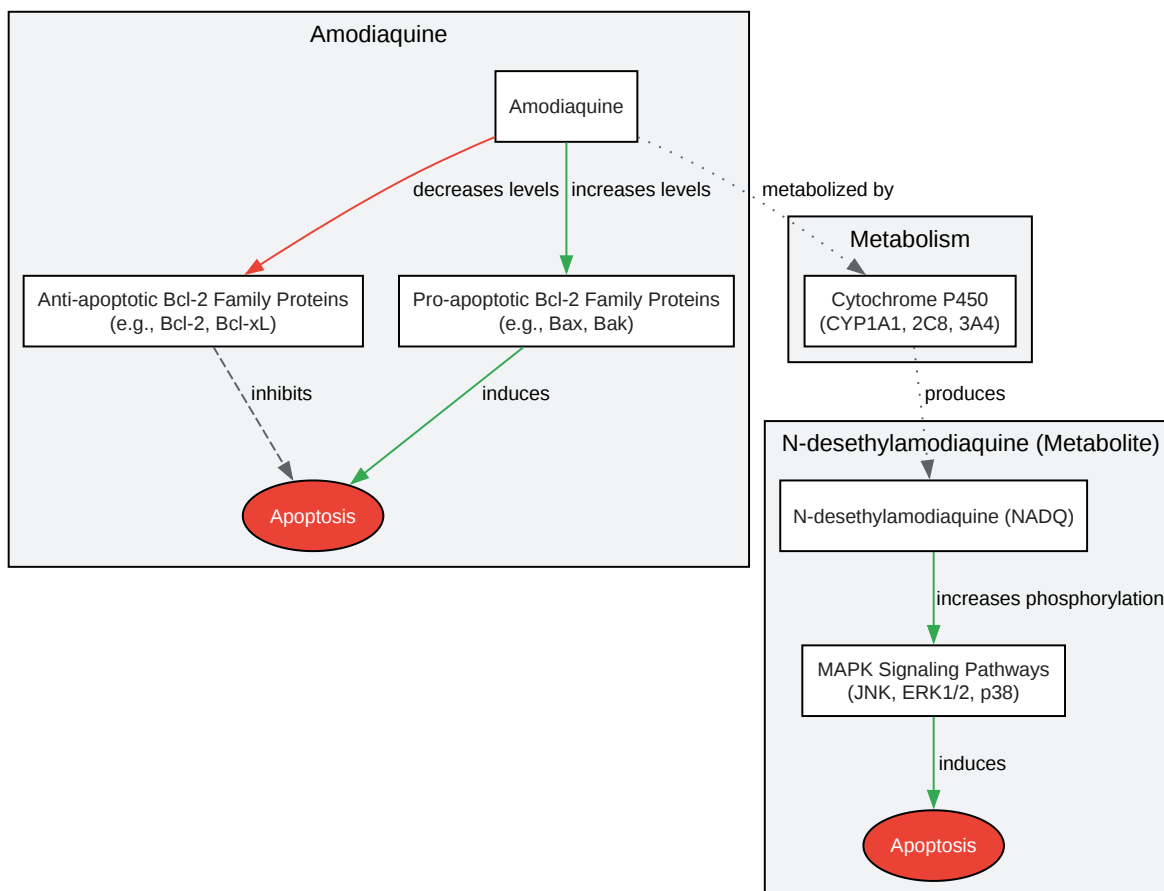 Amodiaquine
Amodiaquine
decreases levels
increases levels
metabolized by
Metabolism
Anti-apoptotic Bcl-2 Family Proteins
(e.g., Bcl-2, Bcl-xL)
Pro-apoptotic Bcl-2 Family Proteins
(e.g., Bax, Bak)
Cytochrome P450
(CYP1A1, 2C8, 3A4)
inhibits
induces
produces
N-desethylamodiaquine (Metabolite)
Apoptosis
N-desethylamodiaquine (NADQ)
increases phosphorylation
MAPK Signaling Pathways
(JNK, ERK1/2, p38)
induces
Apoptosis